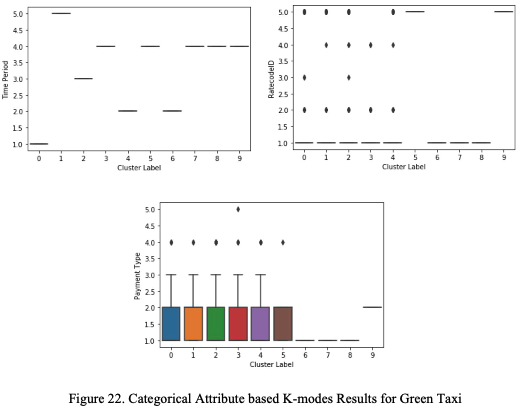 5.0
4.5
4.0
3.5
3.0
2.5
2.0
1.5
1.0
Time Period
0 1 2 3 4 5 6 7 8 9
Cluster Label
5.0
4.5
4.0
3.5
3.0
2.5
2.0
1.5
1.0
RatecodeID
0 1 2 3 4 5 6 7 8 9
Cluster Label
5.0
4.5
4.0
3.5
3.0
2.5
2.0
1.5
1.0
Payment Type
0 1 2 3 4 5 6 7 8 9
Cluster Label
Figure 22. Categorical Attribute based K-modes Results for Green Taxi